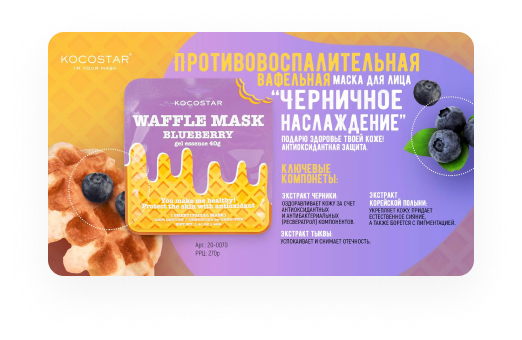 KOCOSTAR
ПРОТИВОВОСПАЛИТЕЛЬНАЯ
ВАФЕЛЬНАЯ МАСКА ДЛЯ ЛИЦА
"ЧЕРНИЧНОЕ
НАСЛАЖДЕНИЕ"
ПОДАРЮ ЗДОРОВЬЕ ТВОЕЙ КОЖЕ!
АНТИОКСИДАНТНАЯ ЗАЩИТА
KOCOSTAR
WAFFLE MASK
BLUEBERRY
gel essence 40g
You make me healthy!
Protect the skin with antioxidant
КЛЮЧЕВЫЕ
КОМПОНЕТЫ:
ЭКСТРАКТ ЧЕРНИКИ:
ОЗДОРАВЛИВАЕТ КОЖУ ЗА СЧЕТ
АНТИОКСИДАНТНЫХ
И АНТИБАКТЕРИАЛЬНЫХ
(РЕСВЕРАТРОЛ) КОМПОНЕНТОВ.
ЭКСТРАКТ
КОРЕЙСКОЙ ПОЛЫНИ:
УКРЕПЛЯЕТ КОЖУ, ПРИДАЕТ
ЕСТЕСТВЕННОЕ СИЯНИЕ,
А ТАКЖЕ БОРЕТСЯ С ПИГМЕНТАЦИЕЙ.
ЭКСТРАКТ ТЫКВЫ:
УСПОКАИВАЕТ И СНИМАЕТ ОТЕЧНОСТЬ.
РРЦ: 270р